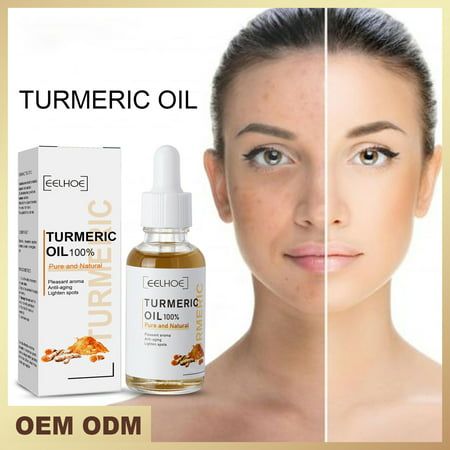 TURMERIC OIL
[EELHOE]
TURMERIC
TURMERIC
OIL100%
Pure and Natural
Pleasant aroma
Anti-aging
Lighten spots
[EELHOE]
TURMERIC
OIL100%
Pure and Natural
Pleasant aroma
Anti-aging
Lighten spots
RMERIC
OEM ODM